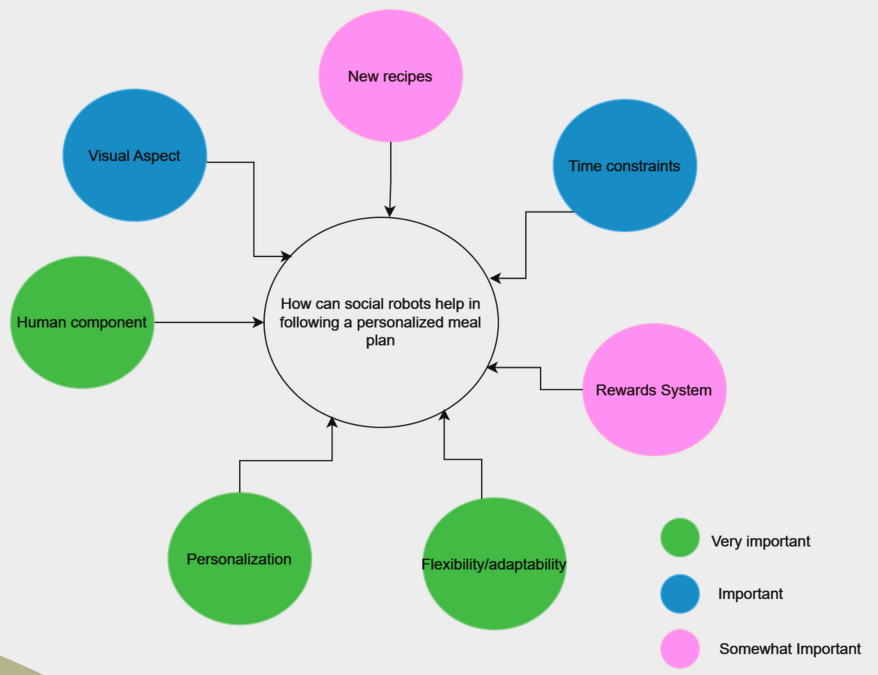 New recipes
Visual Aspect
Time constraints
Human component
How can social robots help in
following a personalized meal
plan
Rewards System
Personalization
Flexibility/adaptability
Very important
Important
Somewhat Important